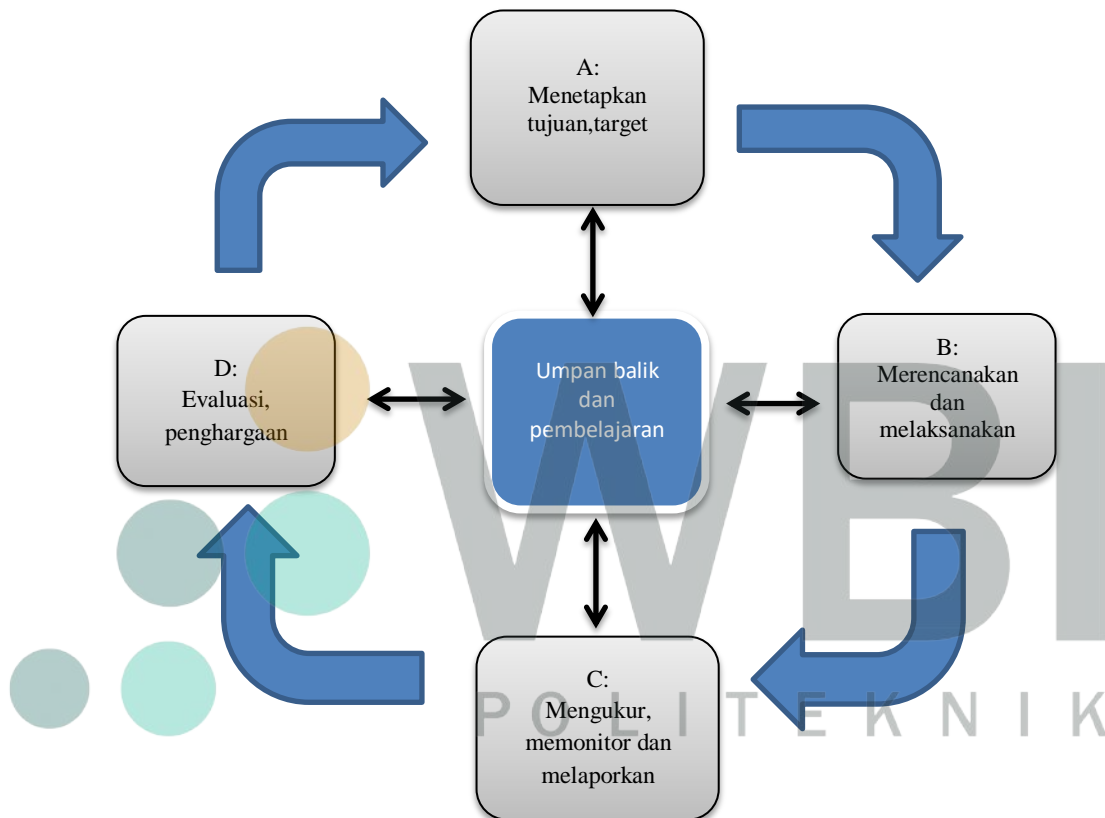 A:
Menetapkan
tujuan,target
D:
Evaluasi,
penghargaan
Umpan balik
dan
pembelajaran
B:
Merencanakan
dan
melaksanakan
C:
Mengukur,
memonitor dan
melaporkan
WBI
POLITEKNIK